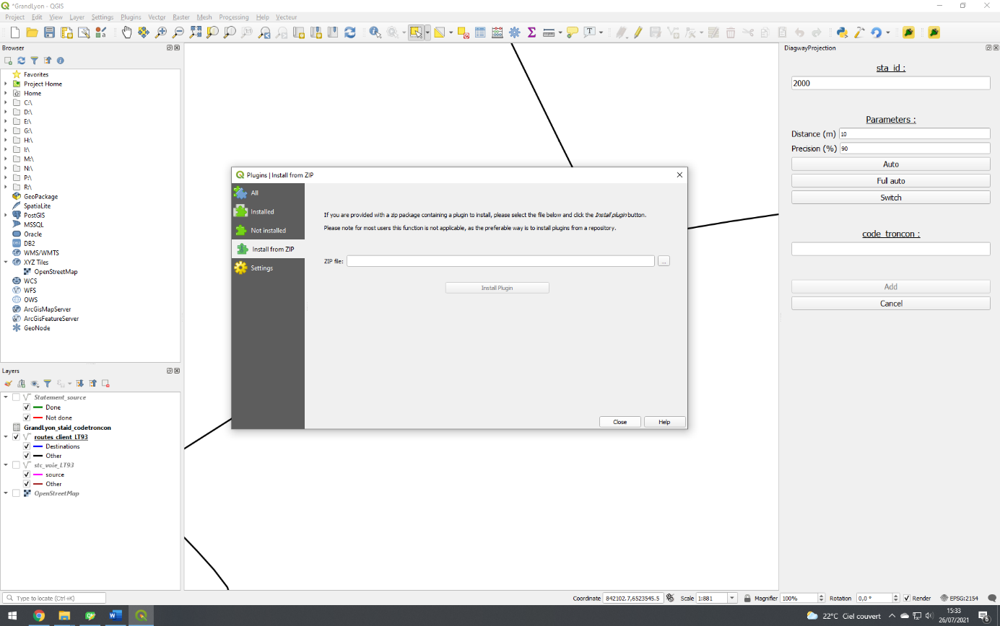 *GrandLyon - QGIS
Project Edit View Layer Settings Plugins Vector Raster Mesh Processing Help Vecteur
Browser
Favorites
Project Home
Home
C:\
D:\
E:\
G:\
H:\
I:\
M:\
N:\
P:\
R:\
GeoPackage
SpatiaLite
PostGIS
MSSQL
Oracle
DB2
WMS/WMTS
XYZ Tiles
OpenStreetMap
WCS
WFS
OWS
ArcGisMapServer
ArcGisFeatureServer
GeoNode
Layers
Statement_source
Done
Not done
GrandLyon_staid_codetroncon
routes_client_LT93
Destinations
Other
stc_voie_LT93
source
Other
OpenStreetMap
Plugins | Install from ZIP
All
Installed
Not installed
Install from ZIP
Settings
If you are provided with a zip package containing a plugin to install, please select the file below and click the Install plugin button.
Please note for most users this function is not applicable, as the preferable way is to install plugins from a repository.
ZIP file:
...
Install Plugin
Close
Help
DiagwayProjection
sta_id :
2000
Parameters :
Distance (m) 10
Precision (%) 90
Auto
Full auto
Switch
code_troncon :
Add
Cancel
Type to locate (Ctrl+K)
Coordinate 842102.7,6523545.5 Scale 1:881 Magnifier 100% Rotation 0,0 ° Render EPSG:2154
22°C Ciel couvert
15:33
26/07/2021
6